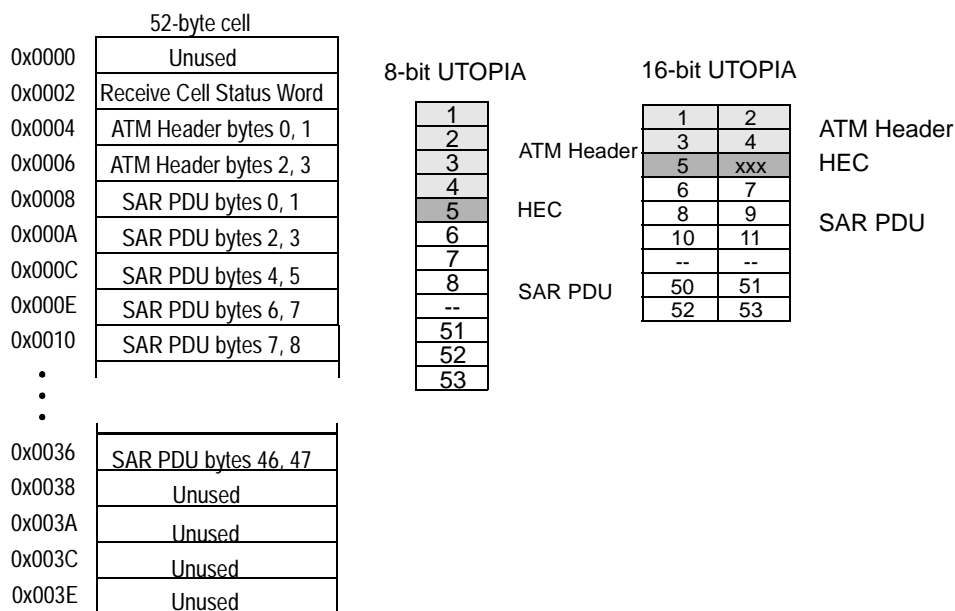 52-byte cell
0x0000 Unused
0x0002 Receive Cell Status Word
0x0004 ATM Header bytes 0, 1
0x0006 ATM Header bytes 2, 3
0x0008 SAR PDU bytes 0, 1
0x000A SAR PDU bytes 2, 3
0x000C SAR PDU bytes 4, 5
0x000E SAR PDU bytes 6, 7
0x0010 SAR PDU bytes 7, 8
0x0036 SAR PDU bytes 46, 47
0x0038 Unused
0x003A Unused
0x003C Unused
0x003E Unused
8-bit UTOPIA
1
2
3
4
5
6
7
8
--
51
52
53
ATM Header
HEC
SAR PDU
16-bit UTOPIA
1 2
3 4
5 xxx
6 7
8 9
10 11
-- --
50 51
52 53
ATM Header
HEC
SAR PDU